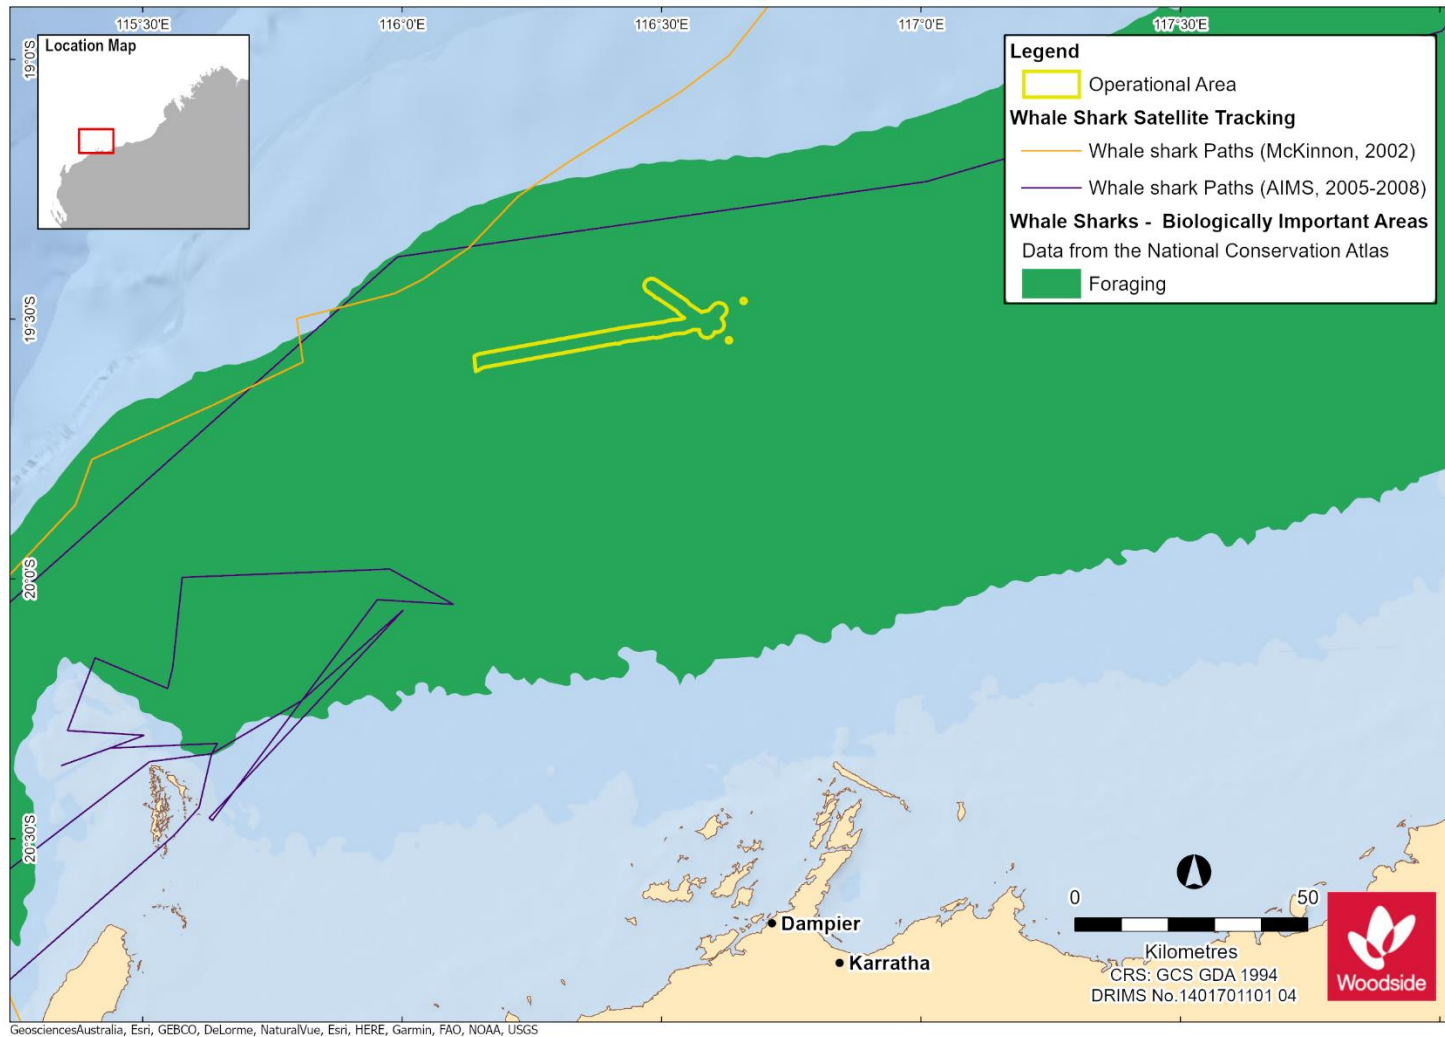 115°30'E
116°0'E
116°30'E
117°0'E
117°30'E
Location Map
19°0'S
19°30'S
20°0'S
20°30'S
Legend
Operational Area
Whale Shark Satellite Tracking
Whale shark Paths (McKinnon, 2002)
Whale shark Paths (AIMS, 2005-2008)
Whale Sharks - Biologically Important Areas
Data from the National Conservation Atlas
Foraging
Dampier
Karratha
0 50
Kilometres
CRS: GCS GDA 1994
DRIMS No.1401701101 04
Woodside
GeosciencesAustralia, Esri, GEBCO, DeLorme, NaturalVue, Esri, HERE, Garmin, FAO, NOAA, USGS